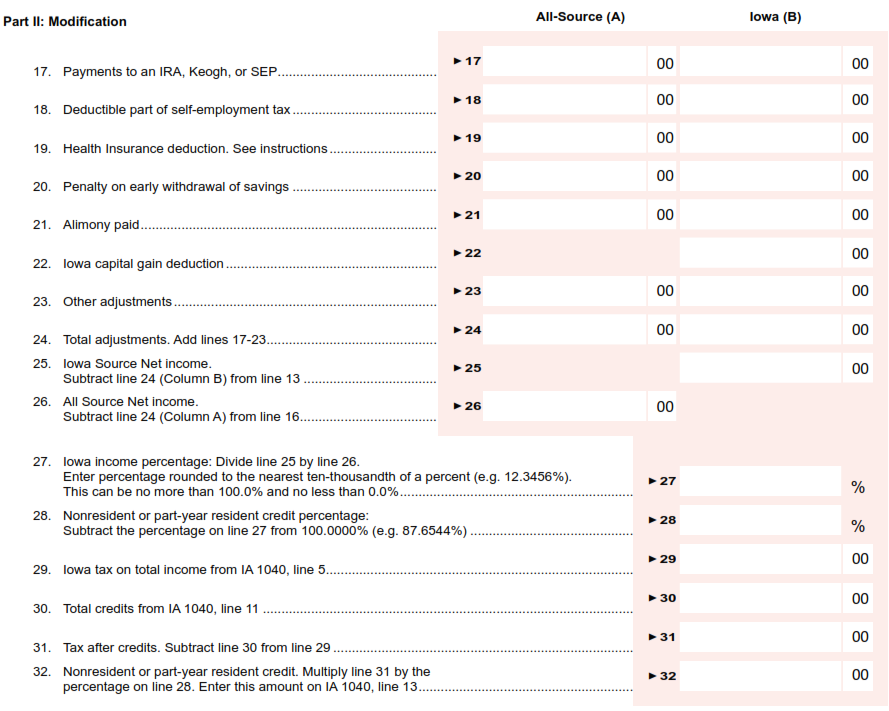 Part II: Modification All-Source (A) Iowa (B)
17. Payments to an IRA, Keogh, or SEP ►17 00 00
18. Deductible part of self-employment tax ►18 00 00
19. Health Insurance deduction. See instructions ►19 00 00
20. Penalty on early withdrawal of savings ►20 00 00
21. Alimony paid ►21 00 00
22. Iowa capital gain deduction ►22 00
23. Other adjustments ►23 00 00
24. Total adjustments. Add lines 17-23 ►24 00 00
25. Iowa Source Net income.
Subtract line 24 (Column B) from line 13 ►25 00
26. All Source Net income.
Subtract line 24 (Column A) from line 16 ►26 00
27. Iowa income percentage: Divide line 25 by line 26.
Enter percentage rounded to the nearest ten-thousandth of a percent (e.g. 12.3456%).
This can be no more than 100.0% and no less than 0.0% ►27 %
28. Nonresident or part-year resident credit percentage:
Subtract the percentage on line 27 from 100.0000% (e.g. 87.6544%) ►28 %
29. Iowa tax on total income from IA 1040, line 5 ►29 00
30. Total credits from IA 1040, line 11 ►30 00
31. Tax after credits. Subtract line 30 from line 29 ►31 00
32. Nonresident or part-year resident credit. Multiply line 31 by the
percentage on line 28. Enter this amount on IA 1040, line 13 ►32 00